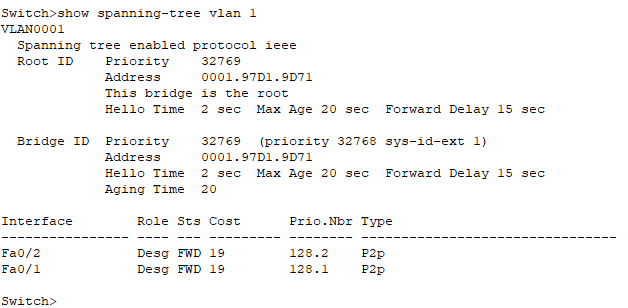 Switch>show spanning-tree vlan 1
VLAN0001
  Spanning tree enabled protocol ieee
  Root ID    Priority    32769
             Address     0001.97D1.9D71
             This bridge is the root
             Hello Time  2 sec  Max Age 20 sec  Forward Delay 15 sec

  Bridge ID  Priority    32769  (priority 32768 sys-id-ext 1)
             Address     0001.97D1.9D71
             Hello Time  2 sec  Max Age 20 sec  Forward Delay 15 sec
             Aging Time  20

Interface        Role Sts Cost      Prio.Nbr Type
---------------- ---- --- --------- -------- --------------------------------
Fa0/2            Desg FWD 19        128.2    P2p
Fa0/1            Desg FWD 19        128.1    P2p

Switch>